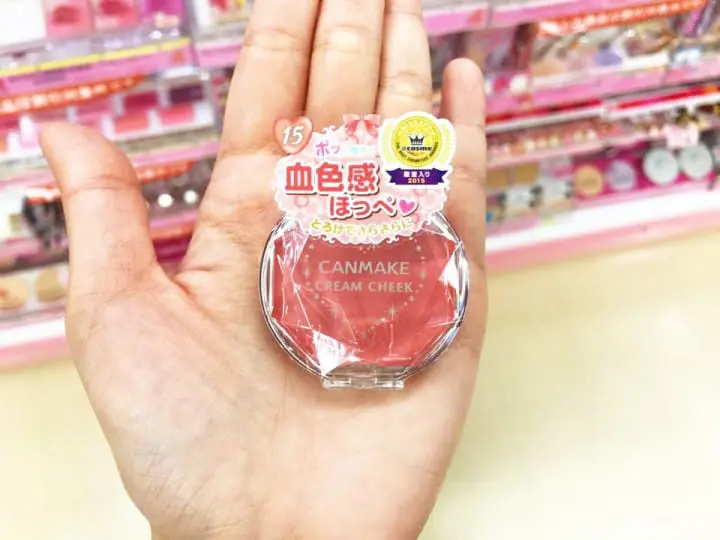 15
ポッ
血色感
ほっぺ
とろけてさらさらに
@cosme
殿堂入り
2015
CANMAKE
CREAM CHEEK